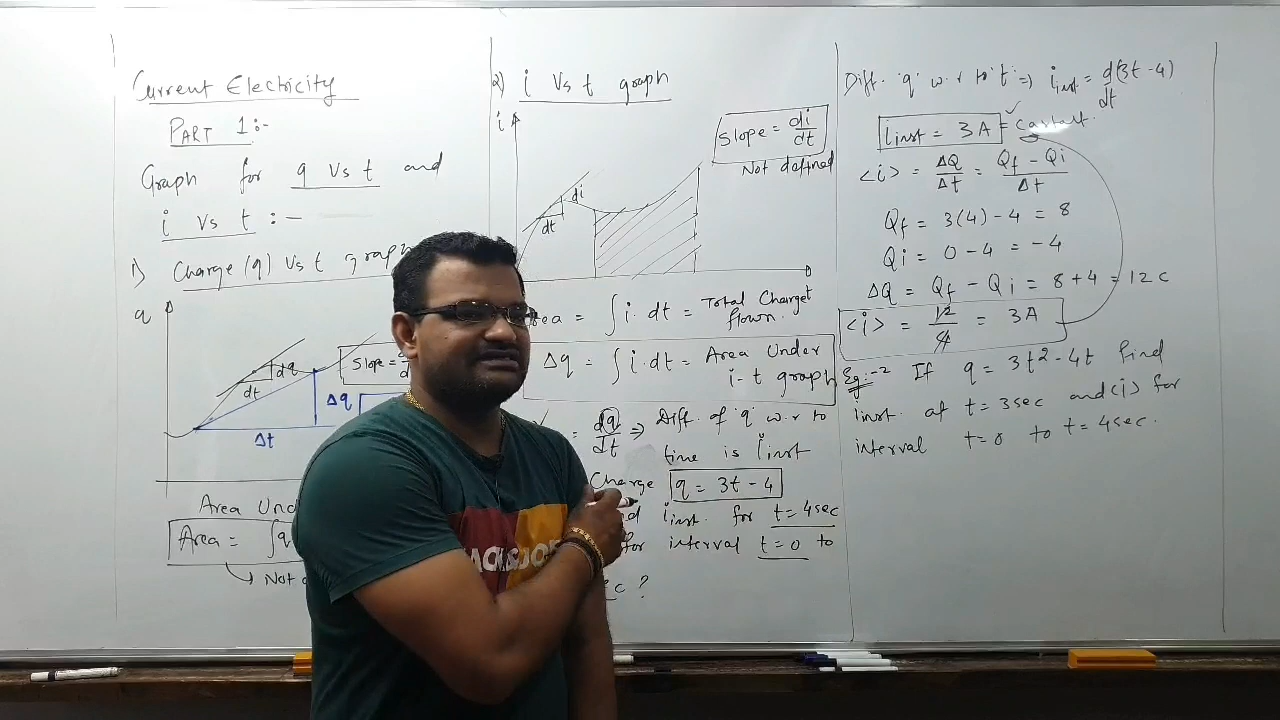 Current Electricity
PART 1:-
Graph for q Vs t and
i Vs t :-
1) Charge (q) Vs t graph
q
dq
dt
Slope =
Δq
Δt
Area Und
Area = ∫q
Not
2) i Vs t graph
i
Slope = di/dt
Not defined
di
dt
Area = ∫ i. dt = Total Charge
flown.
Δq = ∫ i. dt = Area Under
i-t graph
= dq/dt ⇒ Diff. of 'q' w.r to
time is iinst
Charge q = 3t - 4
iinst. for t = 4sec
for interval t = 0 to
?
Diff. 'q' w.r to 't' ⇒ iinst = d(3t-4)/dt
iinst = 3A = Constant.
<i> = ΔQ/Δt = Qf - Qi/Δt
Qf = 3(4) - 4 = 8
Qi = 0 - 4 = -4
ΔQ = Qf - Qi = 8 + 4 = 12 C
<i> = 12/4 = 3A
Eg:-2 If q = 3t² - 4t find
iinst. at t = 3sec and <i> for
interval t = 0 to t = 4sec.